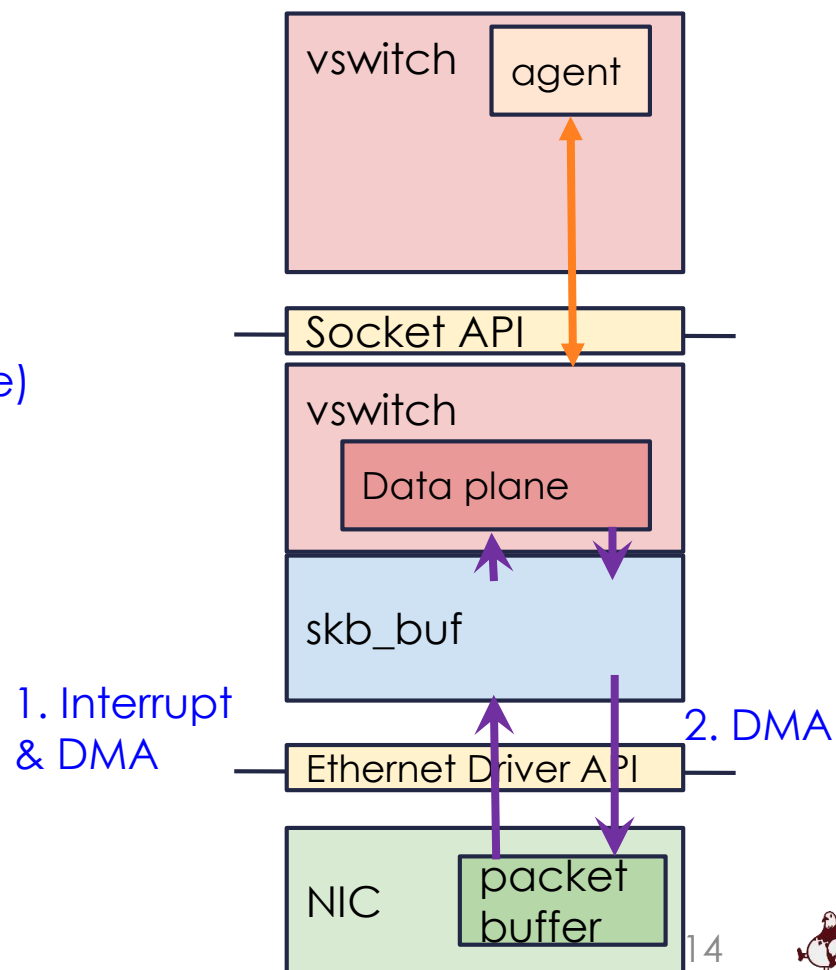 vswitch
agent
Socket API
e)
vswitch
Data plane
skb_buf
1. Interrupt
& DMA
2. DMA
Ethernet Driver API
NIC
packet
buffer
14